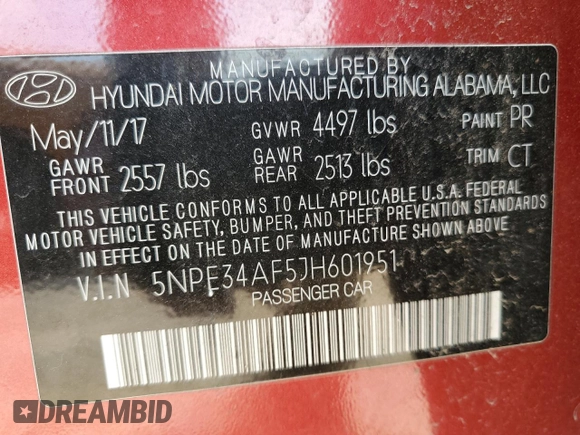 MANUFACTURED BY
HYUNDAI MOTOR MANUFACTURING ALABAMA, LLC
May/11/17 GVWR 4497 lbs PAINT PR
GAWR FRONT 2557 lbs GAWR REAR 2513 lbs TRIM CT
THIS VEHICLE CONFORMS TO ALL APPLICABLE U.S.A. FEDERAL
MOTOR VEHICLE SAFETY, BUMPER, AND THEFT PREVENTION STANDARDS
IN EFFECT ON THE DATE OF MANUFACTURE SHOWN ABOVE
V.I.N 5NPE34AF5JH601951
PASSENGER CAR
DREAMBID